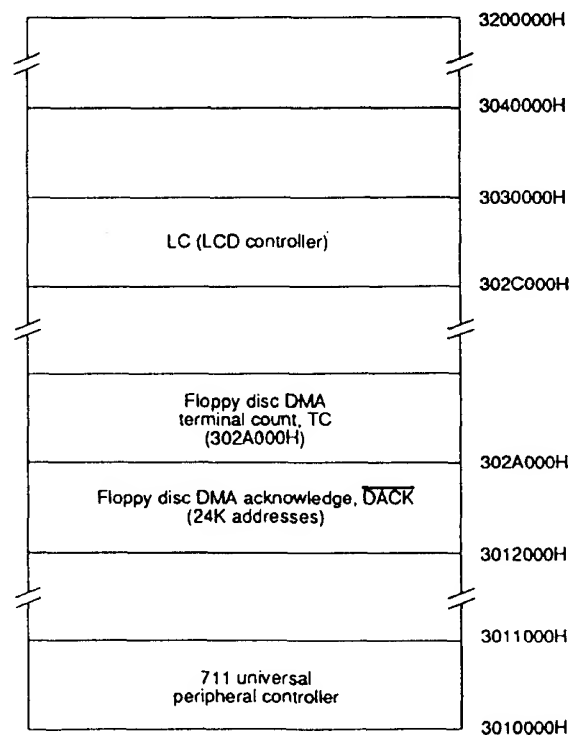 3200000H
3040000H
3030000H
LC (LCD controller)
302C000H
Floppy disc DMA
terminal count, TC
(302A000H)
302A000H
Floppy disc DMA acknowledge, DACK
(24K addresses)
3012000H
3011000H
711 universal
peripheral controller
3010000H